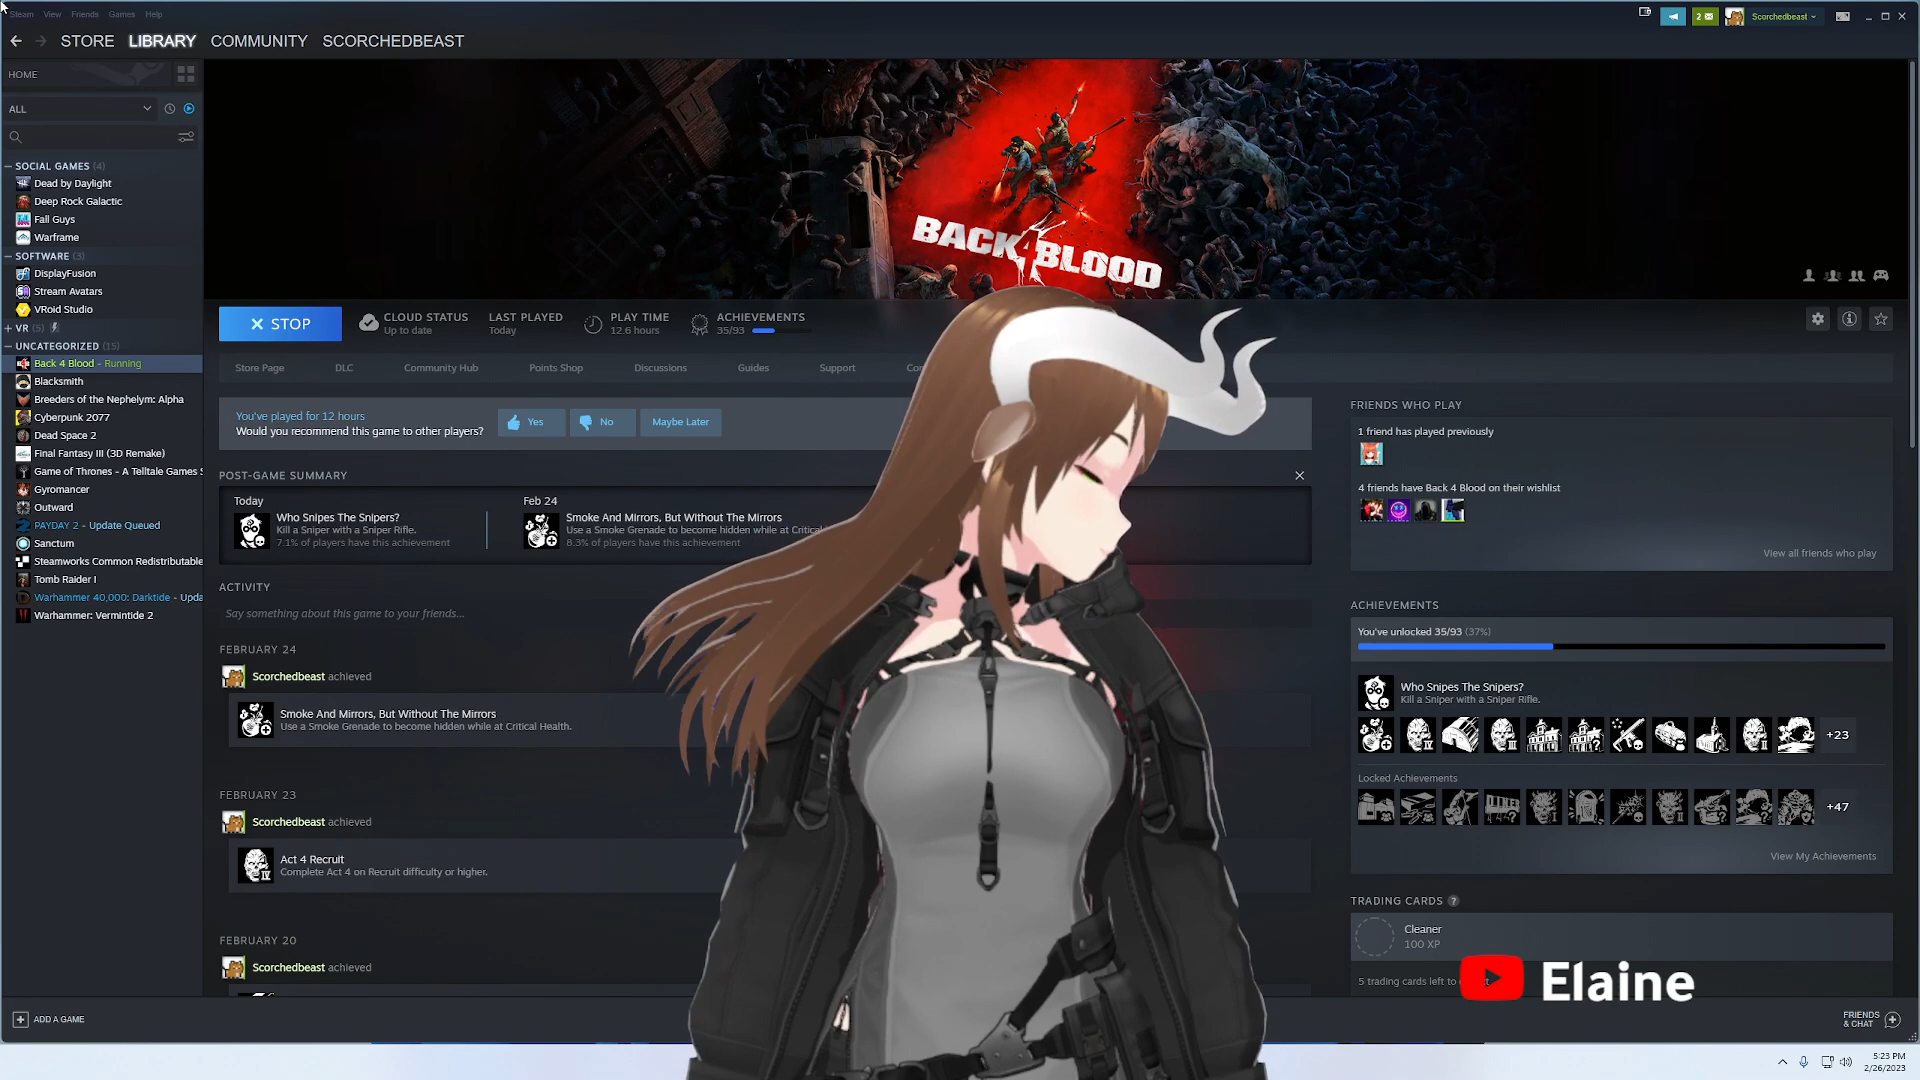 Steam View Friends Games Help
2
Scorchedbeast
STORE LIBRARY COMMUNITY SCORCHEDBEAST
HOME
ALL
SOCIAL GAMES (4)
Dead by Daylight
Deep Rock Galactic
Fall Guys
Warframe
SOFTWARE (3)
DisplayFusion
Stream Avatars
VRoid Studio
VR (5)
UNCATEGORIZED (15)
Back 4 Blood - Running
Blacksmith
Breeders of the Nephelym: Alpha
Cyberpunk 2077
Dead Space 2
Final Fantasy III (3D Remake)
Game of Thrones - A Telltale Games S
Gyromancer
Outward
PAYDAY 2 - Update Queued
Sanctum
Steamworks Common Redistributable
Tomb Raider I
Warhammer 40,000: Darktide - Upda
Warhammer: Vermintide 2
ADD A GAME
BACK 4 BLOOD
STOP
CLOUD STATUS
Up to date
LAST PLAYED
Today
PLAY TIME
12.6 hours
ACHIEVEMENTS
35/93
Store Page DLC Community Hub Points Shop Discussions Guides Support
You've played for 12 hours
Would you recommend this game to other players?
Yes No Maybe Later
POST-GAME SUMMARY
Today
Who Snipes The Snipers?
Kill a Sniper with a Sniper Rifle.
7.1% of players have this achievement
Feb 24
Smoke And Mirrors, But Without The Mirrors
Use a Smoke Grenade to become hidden while at Critical
8.3% of players have this achievement
ACTIVITY
Say something about this game to your friends...
FEBRUARY 24
Scorchedbeast achieved
Smoke And Mirrors, But Without The Mirrors
Use a Smoke Grenade to become hidden while at Critical Health.
FEBRUARY 23
Scorchedbeast achieved
Act 4 Recruit
Complete Act 4 on Recruit difficulty or higher.
FEBRUARY 20
Scorchedbeast achieved
FRIENDS WHO PLAY
1 friend has played previously
4 friends have Back 4 Blood on their wishlist
View all friends who play
ACHIEVEMENTS
You've unlocked 35/93 (37%)
Who Snipes The Snipers?
Kill a Sniper with a Sniper Rifle.
+23
Locked Achievements
+47
View My Achievements
TRADING CARDS ?
Cleaner
100 XP
5 trading cards left to
Elaine
FRIENDS
& CHAT
5:23 PM
2/26/2023